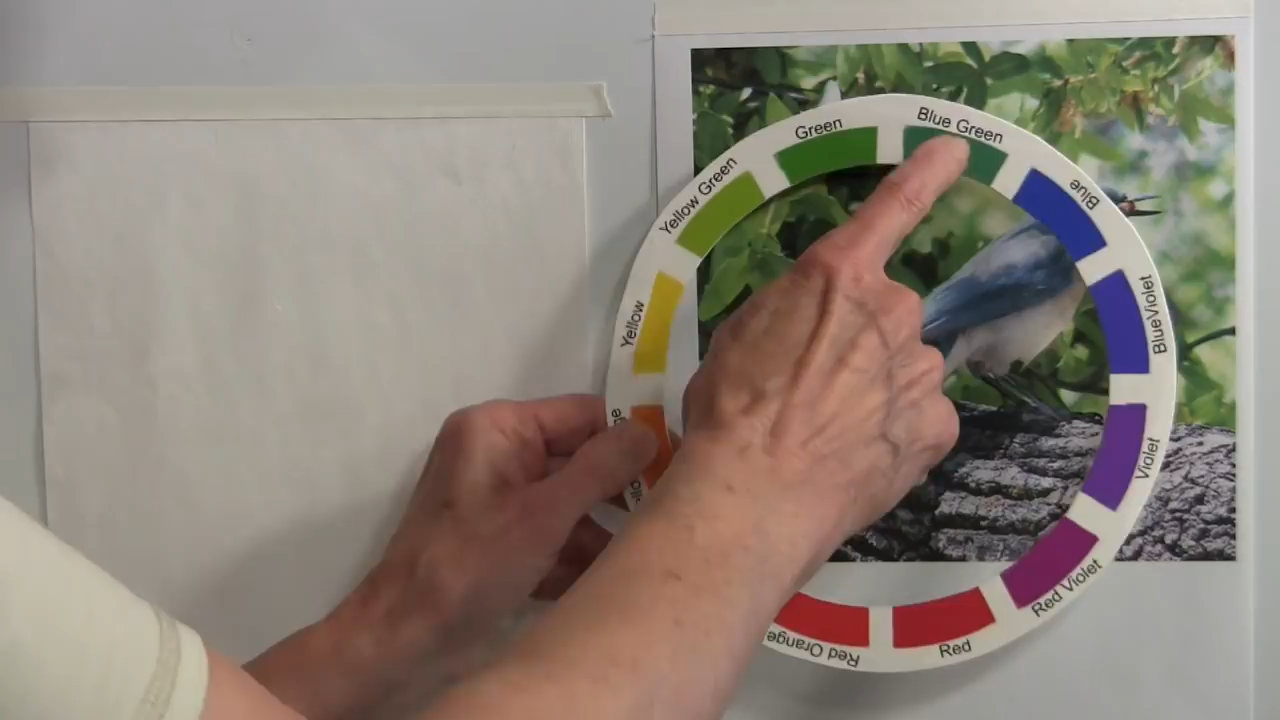 Blue Green
Blue
BlueViolet
Violet
Red Violet
Red
Red Orange
Yellow
Yellow Green
Green